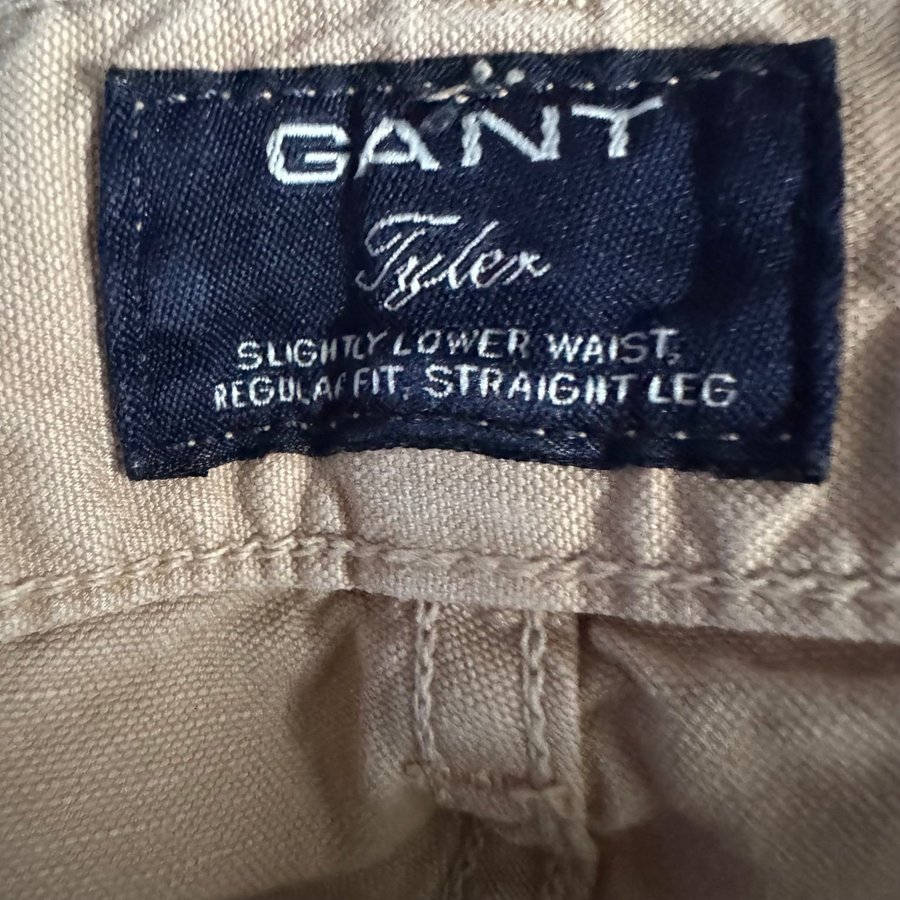 GANT
Tyler
SLIGHTLY LOWER WAIST,
REGULAR FIT, STRAIGHT LEG